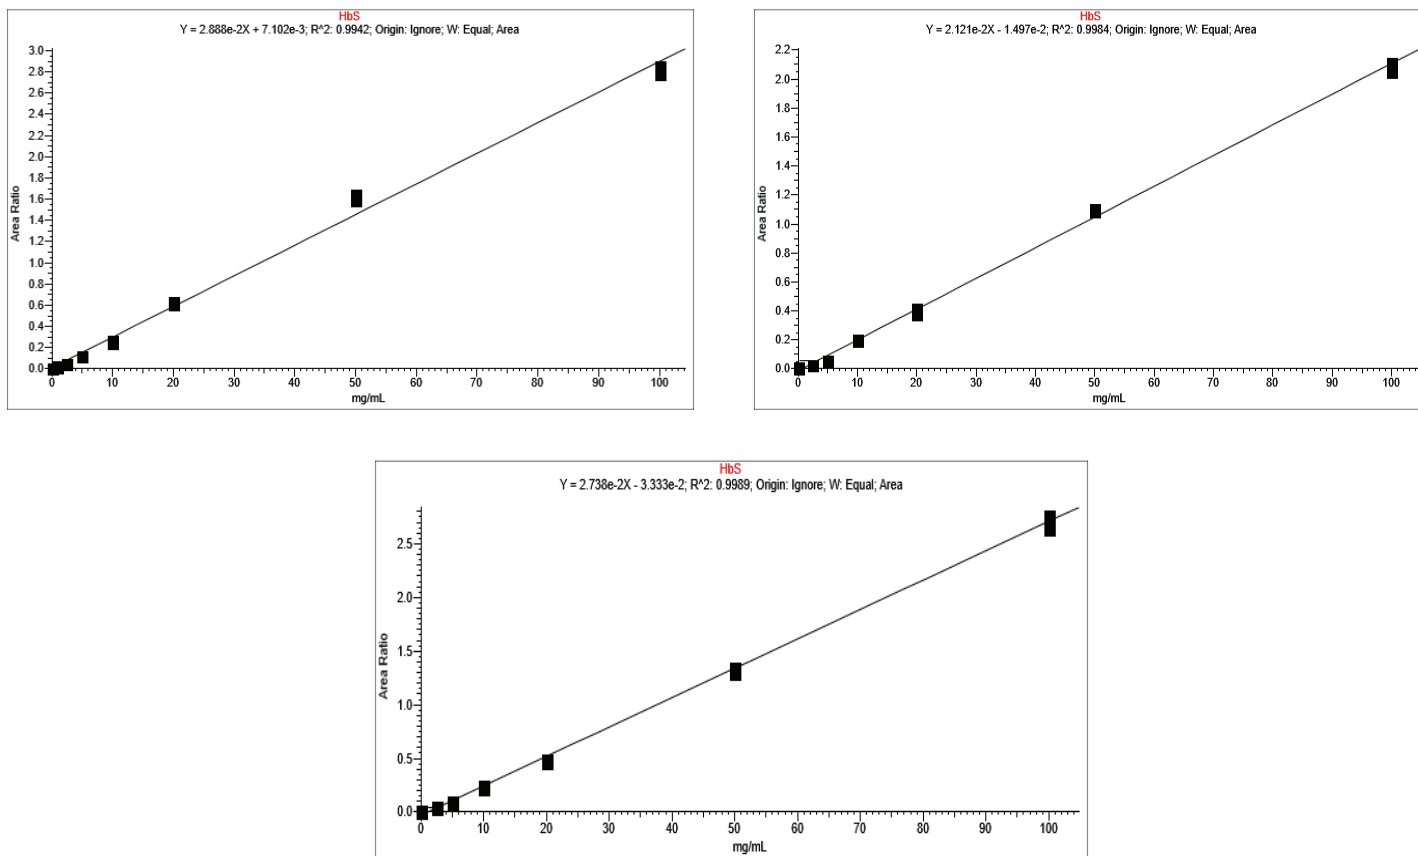 HbS
Y = 2.888e-2X + 7.102e-3; R^2: 0.9942; Origin: Ignore; W: Equal; Area
3.0
2.8
2.6
2.4
2.2
2.0
1.8
1.6
1.4
1.2
1.0
0.8
0.6
0.4
0.2
0.0
Area Ratio
0 10 20 30 40 50 60 70 80 90 100
mg/mL
HbS
Y = 2.121e-2X - 1.497e-2; R^2: 0.9984; Origin: Ignore; W: Equal; Area
2.2
2.0
1.8
1.6
1.4
1.2
1.0
0.8
0.6
0.4
0.2
0.0
Area Ratio
0 10 20 30 40 50 60 70 80 90 100
mg/mL
HbS
Y = 2.738e-2X - 3.333e-2; R^2: 0.9989; Origin: Ignore; W: Equal; Area
2.5
2.0
1.5
1.0
0.5
0.0
Area Ratio
0 10 20 30 40 50 60 70 80 90 100
mg/mL